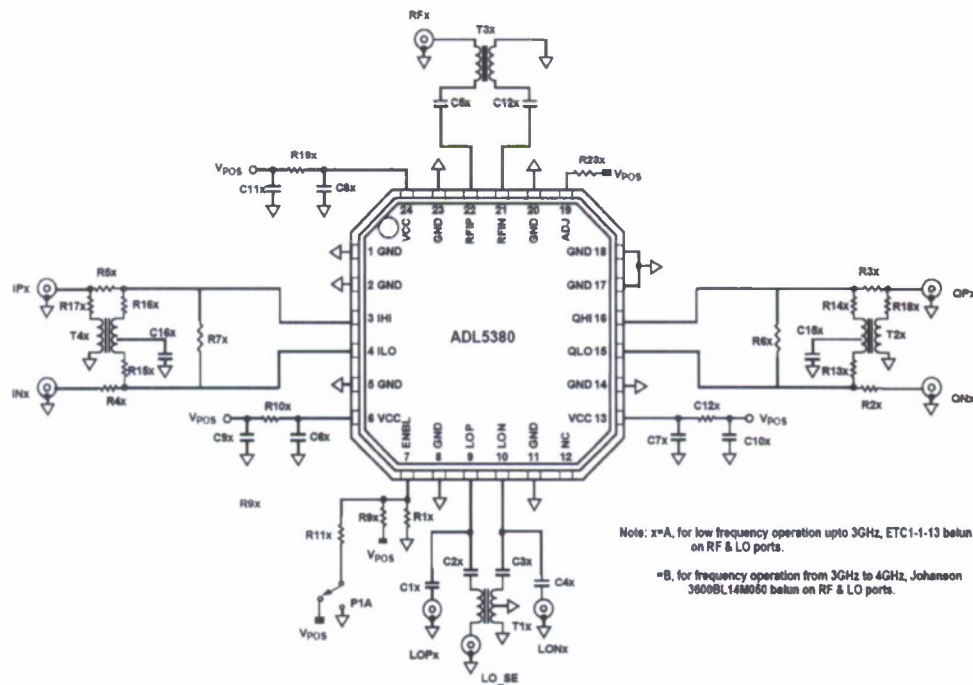 RFx
T3x
C5x C12x
VPOS R19x
C11x C8x
R23x VPOS
24 23 22 21 20 19
VCC GND RFIP RFIN GND ADJ
1 GND
2 GND
3 IHI
4 ILO
5 GND
6 VCC
ADL5380
GND 18
GND 17
QHI 16
QLO 15
GND 14
VCC 13
ENBL GND LOP LON GND NC
7 8 9 10 11 12
IPx R5x
R17x R16x
T4x C16x R7x
R15x
INx R4x
VPOS R10x
C9x C6x
R3x QPx
R14x R18x
C15x T2x
R6x
R13x
R2x QNx
C12x VPOS
C7x C10x
R9x
R11x R9x R1x
VPOS
P1A
VPOS
C1x C2x C3x C4x
T1x
LOPx LONx
LO_SE
Note: x=A, for low frequency operation upto 3GHz, ETC1-1-13 balun
on RF & LO ports.
=B, for frequency operation from 3GHz to 4GHz, Johanson
3600BL14M050 balun on RF & LO ports.